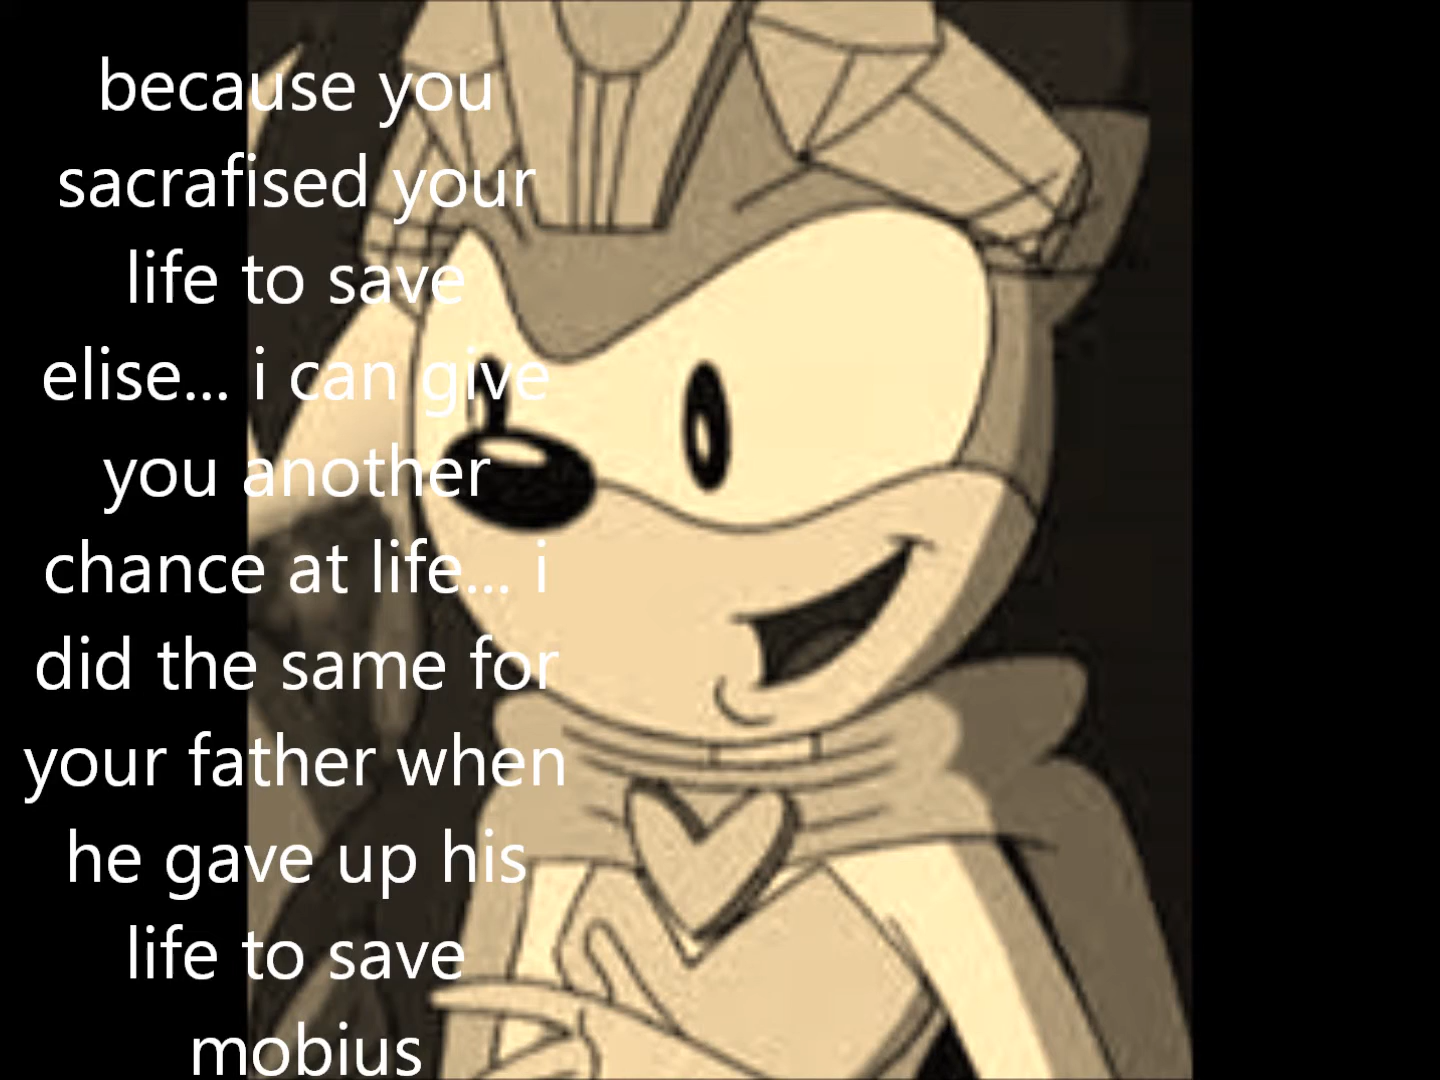 because you
sacrafised your
life to save
elise... i can give
you another
chance at life... i
did the same for
your father when
he gave up his
life to save
mobius